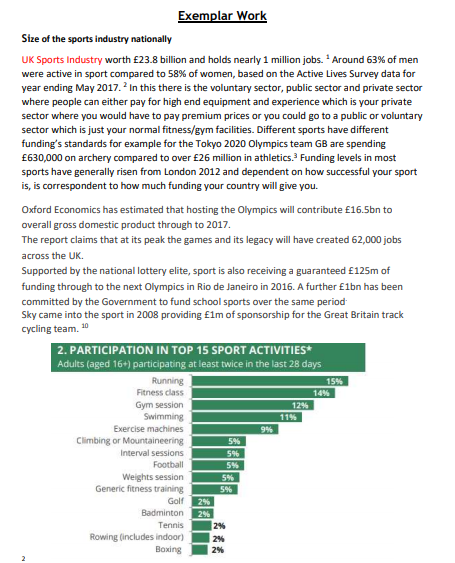 Exemplar Work
Size of the sports industry nationally
UK Sports Industry worth £23.8 billion and holds nearly 1 million jobs. 1 Around 63% of men
were active in sport compared to 58% of women, based on the Active Lives Survey data for
year ending May 2017. 2 In this there is the voluntary sector, public sector and private sector
where people can either pay for high end equipment and experience which is your private
sector where you would have to pay premium prices or you could go to a public or voluntary
sector which is just your normal fitness/gym facilities. Different sports have different
funding's standards for example for the Tokyo 2020 Olympics team GB are spending
£630,000 on archery compared to over £26 million in athletics.3 Funding levels in most
sports have generally risen from London 2012 and dependent on how successful your sport
is, is correspondent to how much funding your country will give you.
Oxford Economics has estimated that hosting the Olympics will contribute £16.5bn to
overall gross domestic product through to 2017.
The report claims that at its peak the games and its legacy will have created 62,000 jobs
across the UK.
Supported by the national lottery elite, sport is also receiving a guaranteed £125m of
funding through to the next Olympics in Rio de Janeiro in 2016. A further £1bn has been
committed by the Government to fund school sports over the same period
Sky came into the sport in 2008 providing £1m of sponsorship for the Great Britain track
cycling team. 10
2. PARTICIPATION IN TOP 15 SPORT ACTIVITIES*
Adults (aged 16+) participating at least twice in the last 28 days
Running 15%
Fitness class 14%
Gym session 12%
Swimming 11%
Exercise machines 9%
Climbing or Mountaineering 5%
Interval sessions 5%
Football 5%
Weights session 5%
Generic fitness training 5%
Golf 2%
Badminton 2%
Tennis 2%
Rowing (includes indoor) 2%
Boxing 2%
2